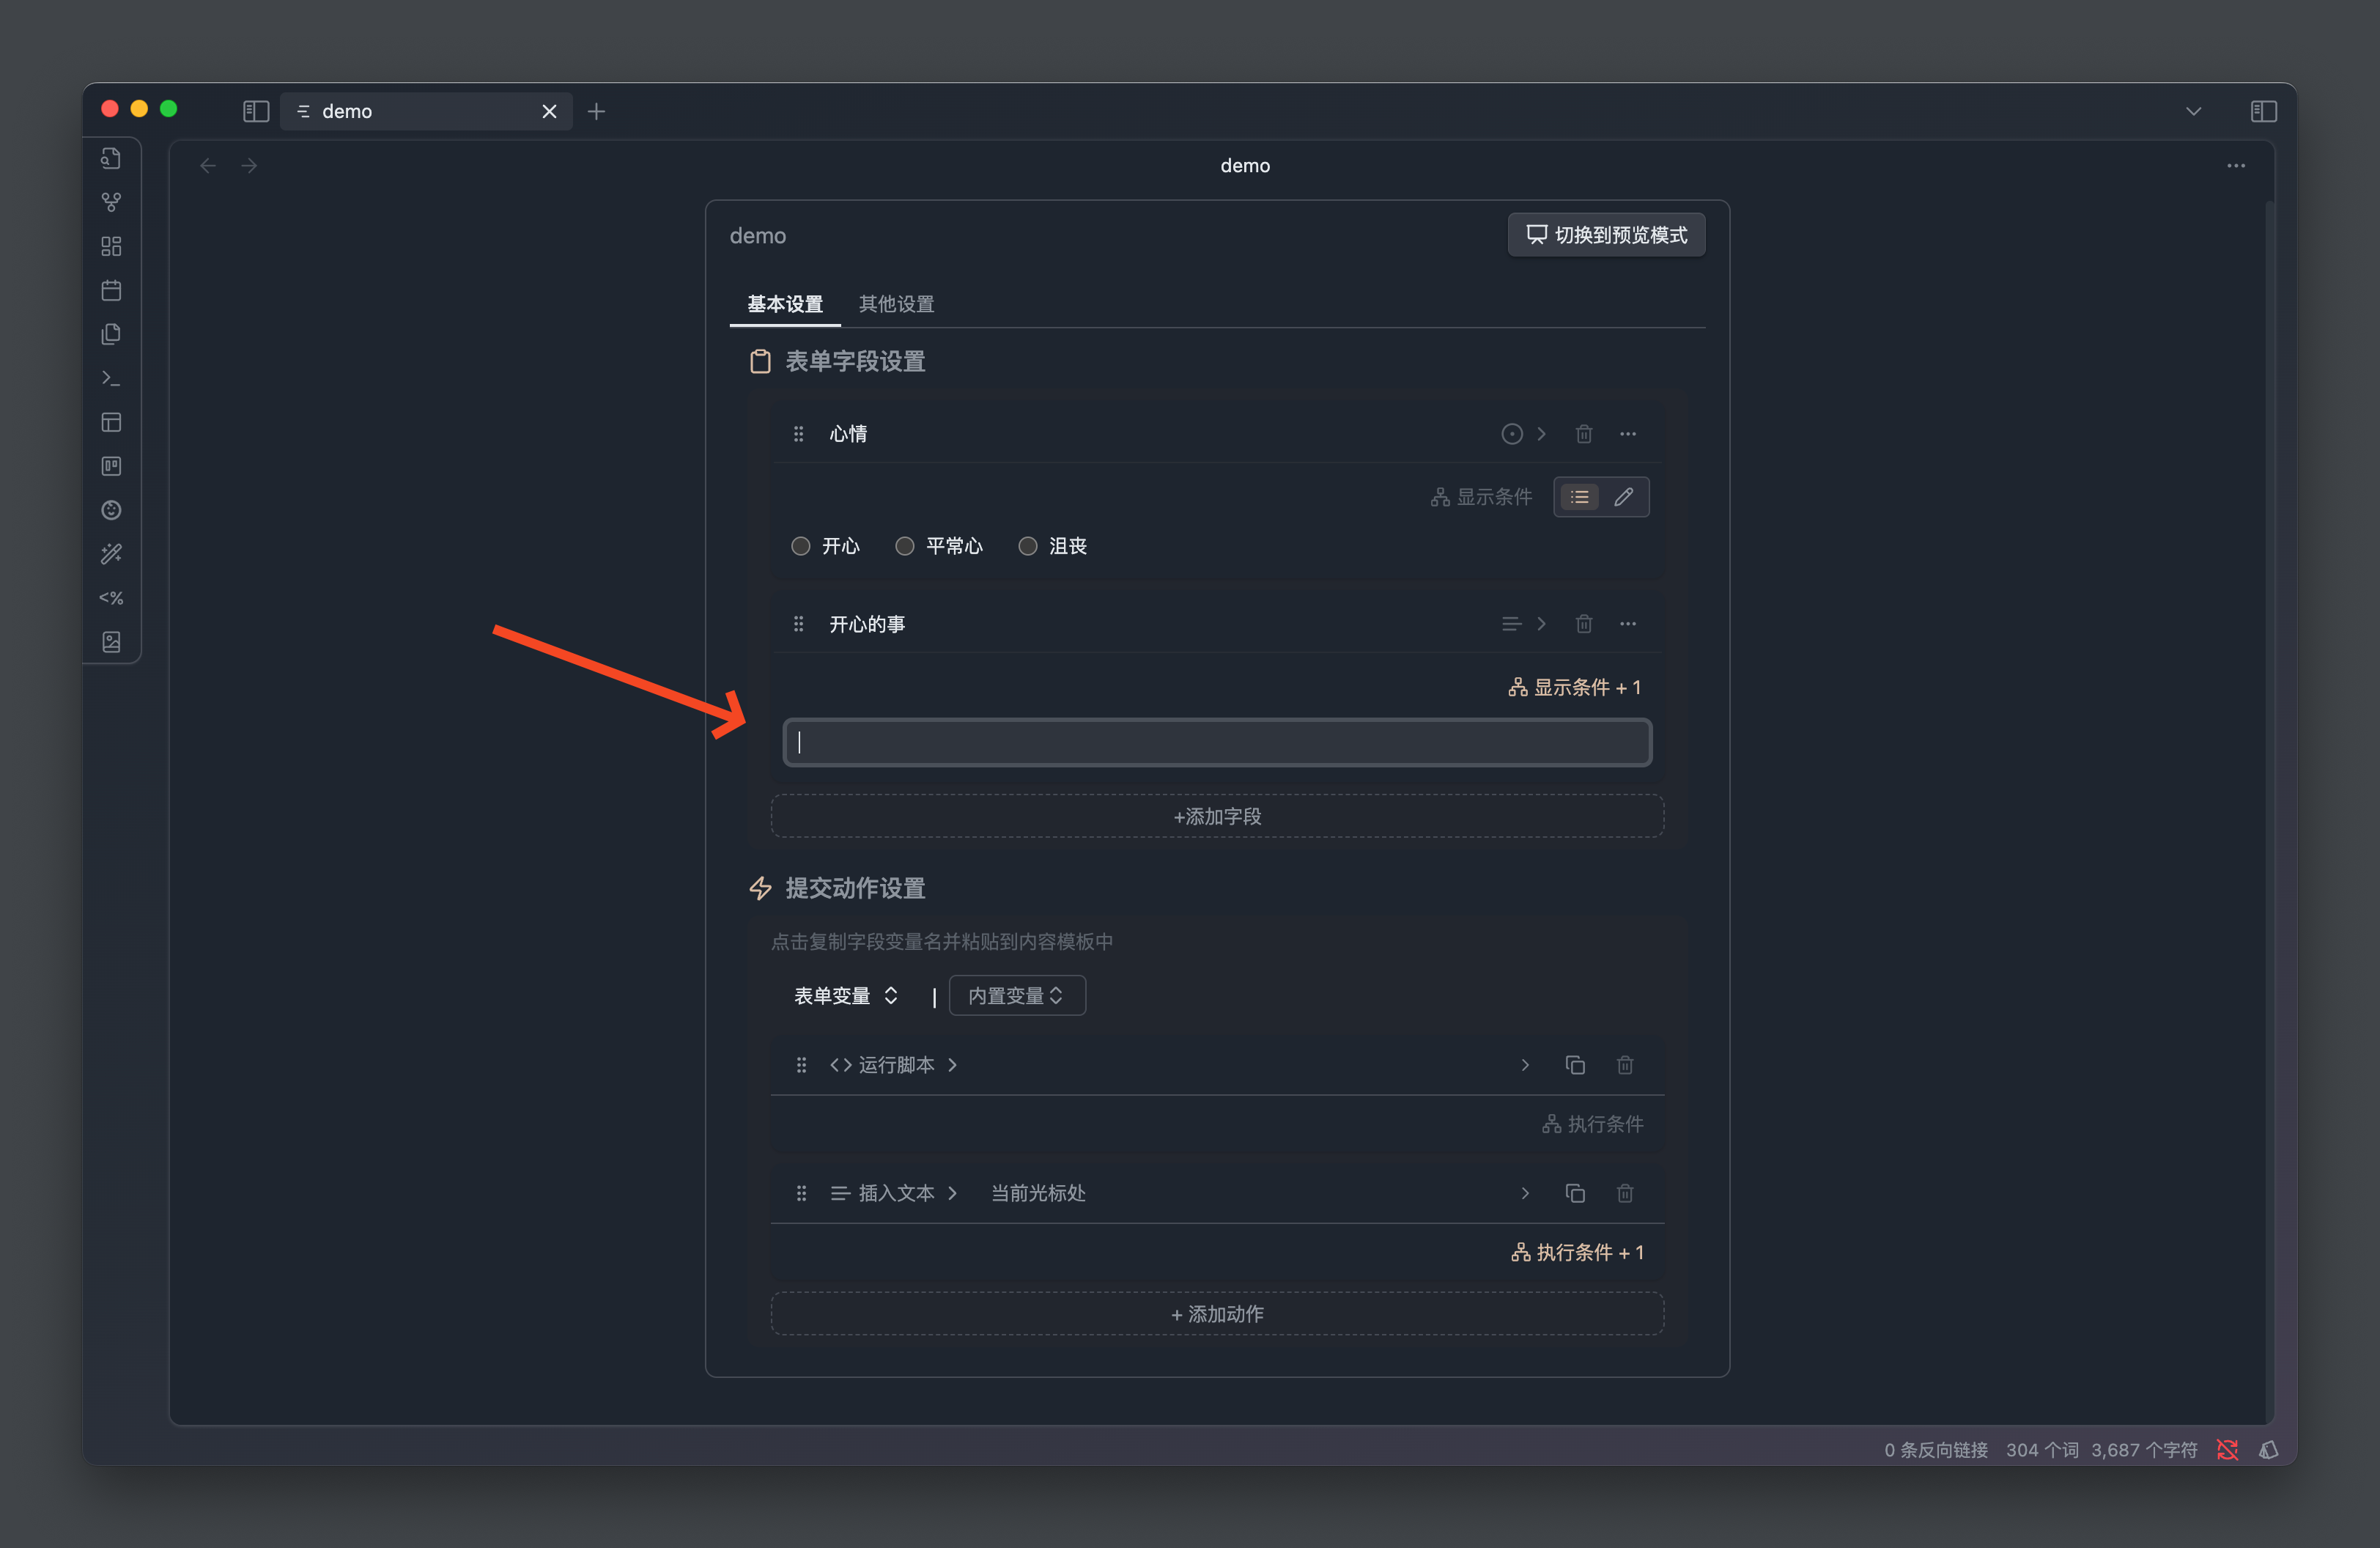 demo
demo
demo
切换到预览模式
基本设置 其他设置
表单字段设置
心情
显示条件
开心 平常心 沮丧
开心的事
显示条件 + 1
+添加字段
提交动作设置
点击复制字段变量名并粘贴到内容模板中
表单变量 | 内置变量
<> 运行脚本 >
执行条件
插入文本 > 当前光标处
执行条件 + 1
+ 添加动作
<%
0 条反向链接 304 个词 3,687 个字符